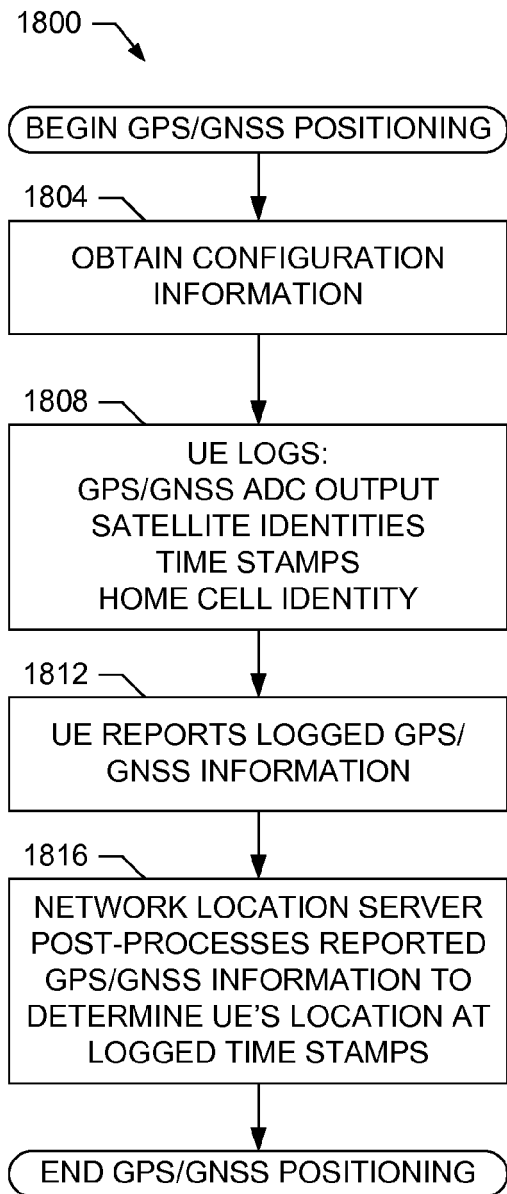 1800
BEGIN GPS/GNSS POSITIONING
1804
OBTAIN CONFIGURATION
INFORMATION
1808
UE LOGS:
GPS/GNSS ADC OUTPUT
SATELLITE IDENTITIES
TIME STAMPS
HOME CELL IDENTITY
1812
UE REPORTS LOGGED GPS/
GNSS INFORMATION
1816
NETWORK LOCATION SERVER
POST-PROCESSES REPORTED
GPS/GNSS INFORMATION TO
DETERMINE UE'S LOCATION AT
LOGGED TIME STAMPS
END GPS/GNSS POSITIONING